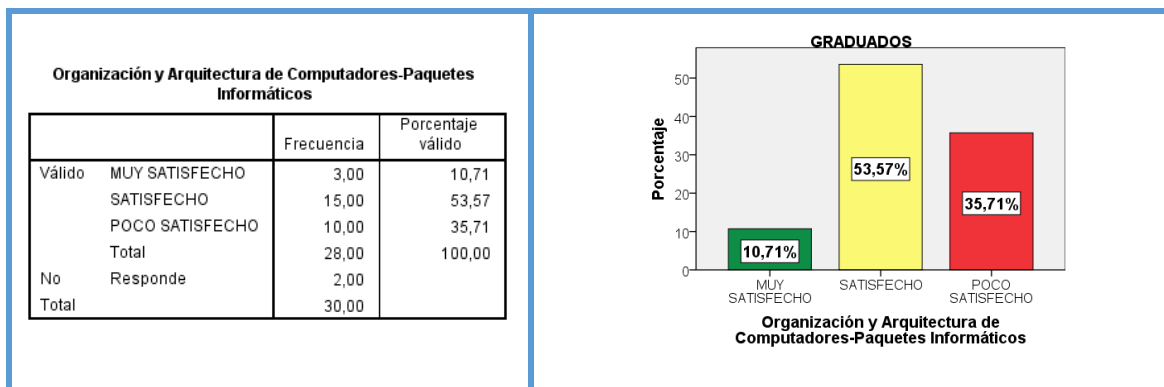 Organización y Arquitectura de Computadores-Paquetes
Informáticos
Frecuencia Porcentaje válido
Válido MUY SATISFECHO 3,00 10,71
SATISFECHO 15,00 53,57
POCO SATISFECHO 10,00 35,71
Total 28,00 100,00
No Responde 2,00
Total 30,00
GRADUADOS
Porcentaje
50
40
30
20
10
0
53,57%
35,71%
10,71%
MUY SATISFECHO
SATISFECHO
POCO SATISFECHO
Organización y Arquitectura de
Computadores-Paquetes Informáticos